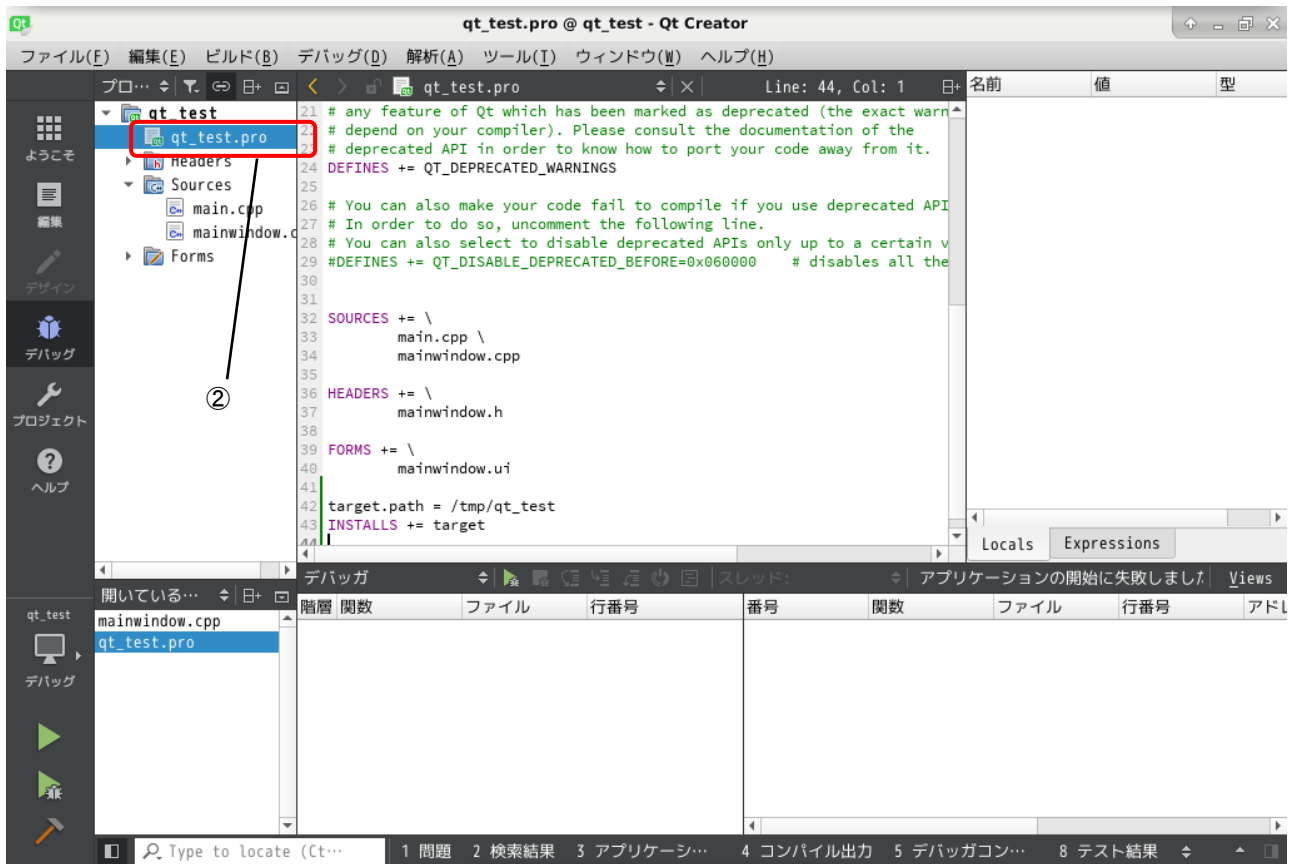 qt_test.pro @ qt_test - Qt Creator
ファイル(F) 編集(E) ビルド(B) デバッグ(D) 解析(A) ツール(T) ウィンドウ(W) ヘルプ(H)
プロ… qt_test.pro Line: 44, Col: 1
名前 値 型
ようこそ
編集
デザイン
デバッグ
プロジェクト
ヘルプ
qt_test
qt_test.pro
Headers
Sources
main.cpp
mainwindow.c
Forms
②
21 # any feature of Qt which has been marked as deprecated (the exact warn
22 # depend on your compiler). Please consult the documentation of the
23 # deprecated API in order to know how to port your code away from it.
24 DEFINES += QT_DEPRECATED_WARNINGS
25
26 # You can also make your code fail to compile if you use deprecated API
27 # In order to do so, uncomment the following line.
28 # You can also select to disable deprecated APIs only up to a certain v
29 #DEFINES += QT_DISABLE_DEPRECATED_BEFORE=0x060000    # disables all the
30
31
32 SOURCES += \
33         main.cpp \
34         mainwindow.cpp
35
36 HEADERS += \
37         mainwindow.h
38
39 FORMS += \
40         mainwindow.ui
41
42 target.path = /tmp/qt_test
43 INSTALLS += target
44
Locals Expressions
デバッガ スレッド: アプリケーションの開始に失敗しました Views
階層 関数 ファイル 行番号
番号 関数 ファイル 行番号 アドレ
開いている…
mainwindow.cpp
qt_test.pro
qt_test
デバッグ
Type to locate (Ct…
1 問題 2 検索結果 3 アプリケーシ… 4 コンパイル出力 5 デバッガコン… 8 テスト結果